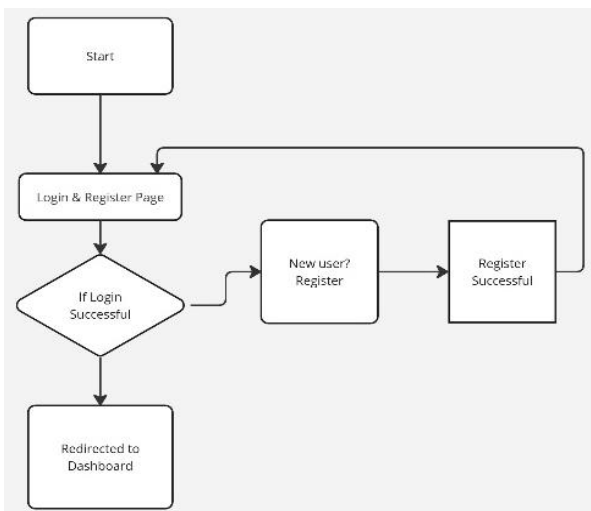 Start
Login & Register Page
If Login
Successful
New user?
Register
Register
Successful
Redirected to
Dashboard